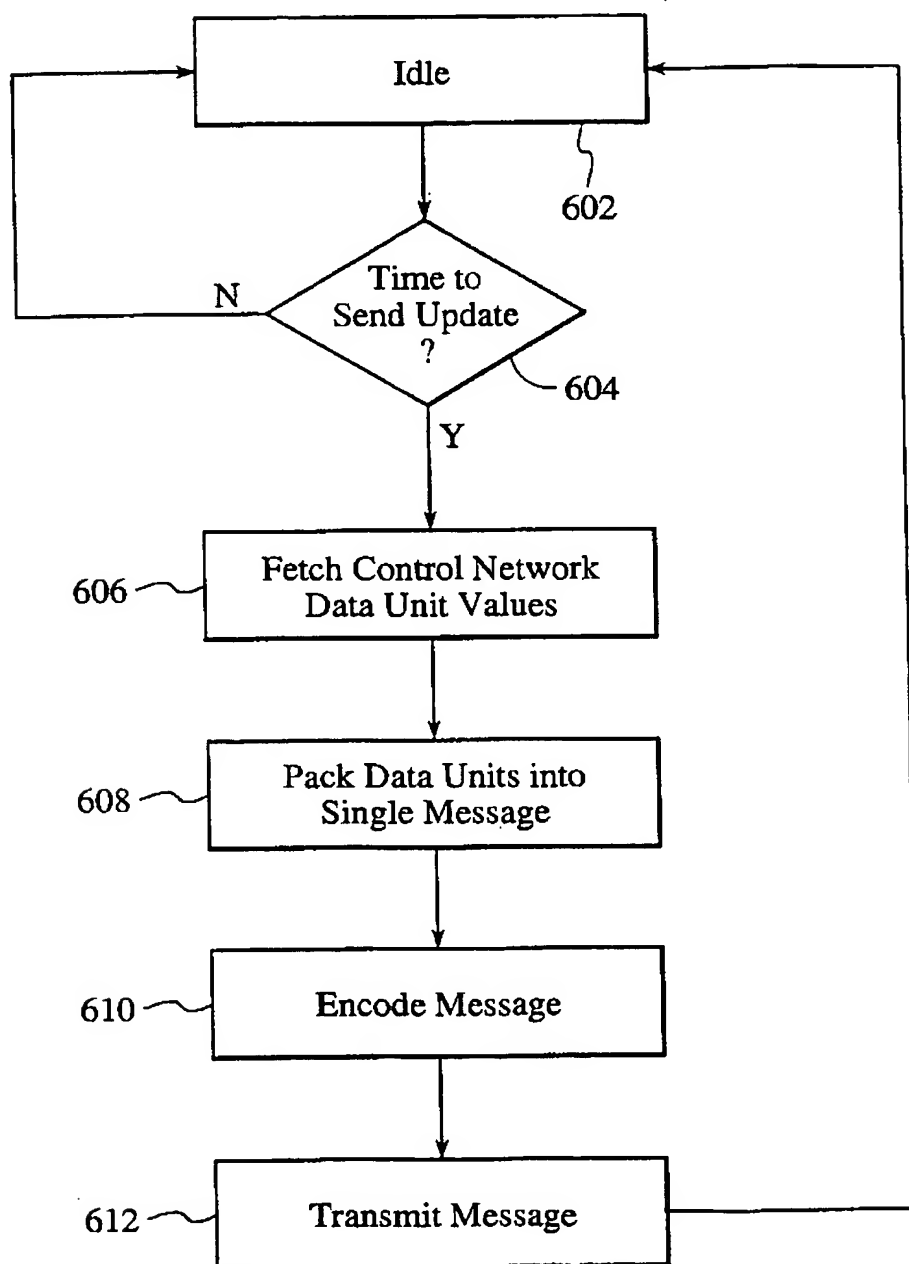 Idle
602
Time to
Send Update
?
N
604
Y
Fetch Control Network
Data Unit Values
606
Pack Data Units into
Single Message
608
Encode Message
610
Transmit Message
612